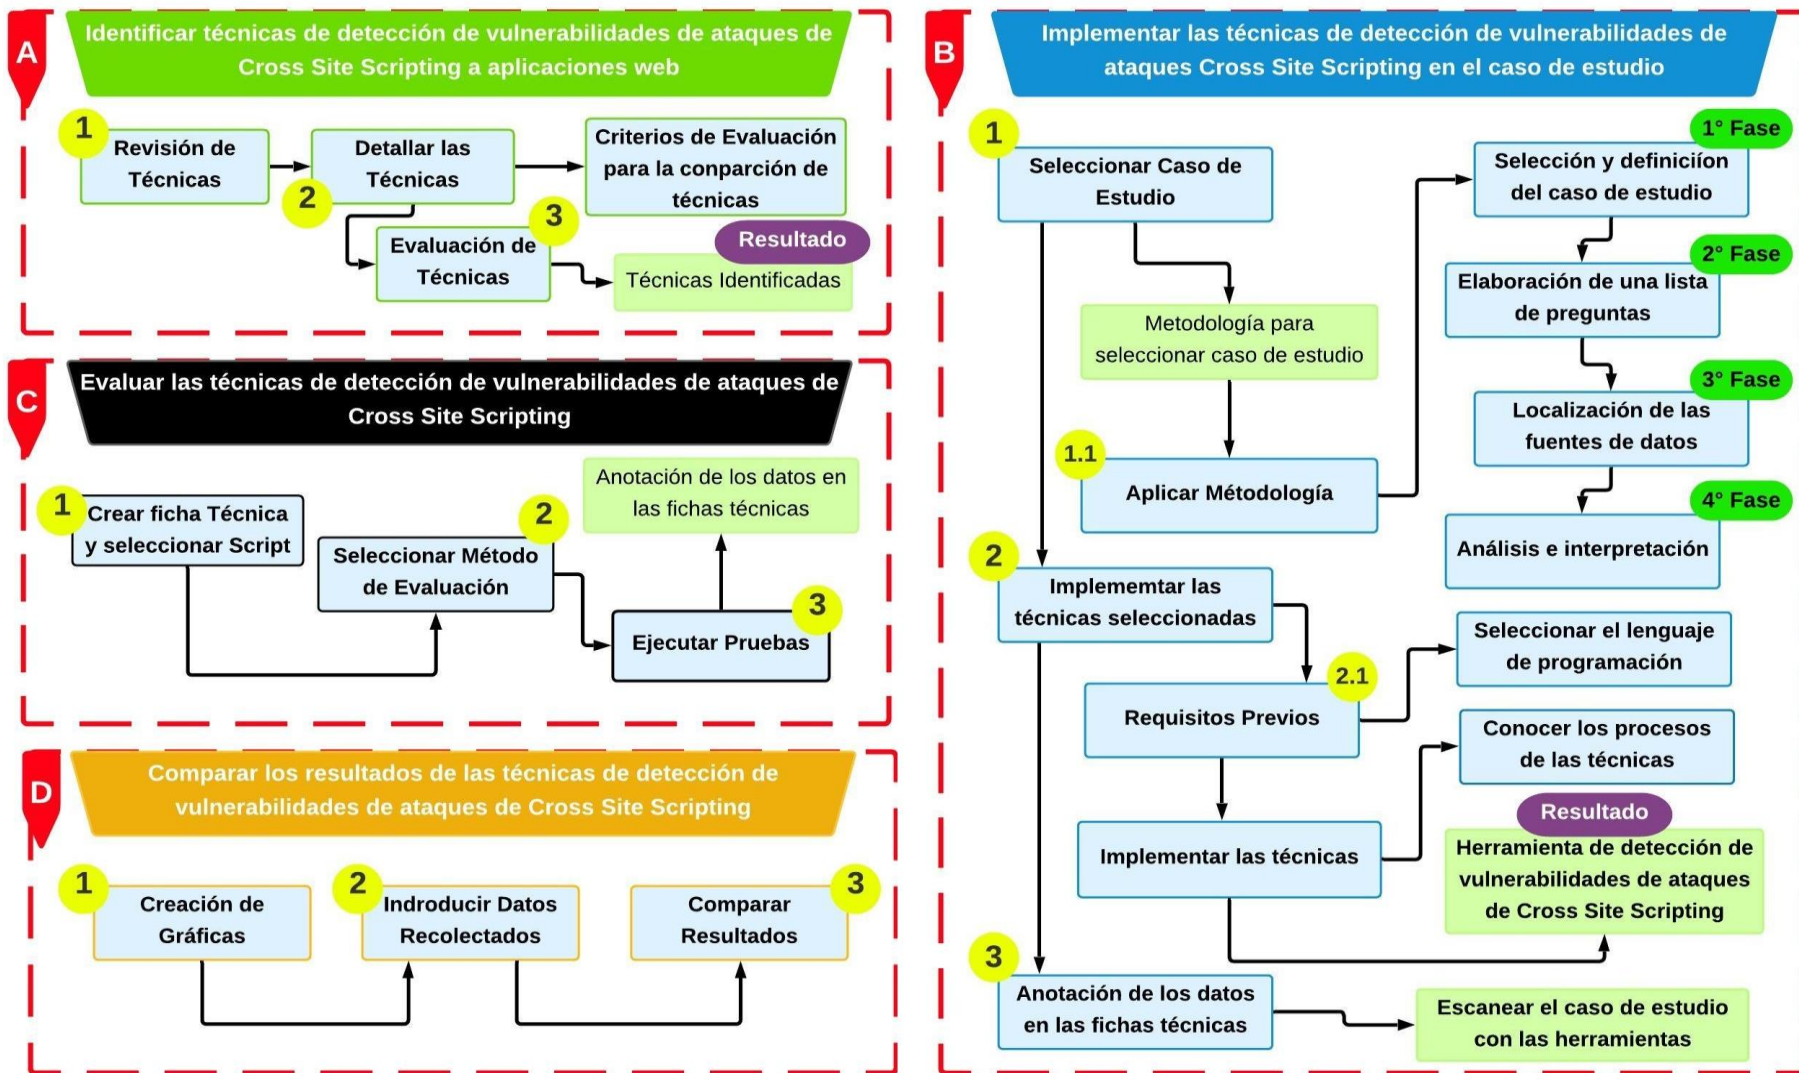 A
Identificar técnicas de detección de vulnerabilidades de ataques de
Cross Site Scripting a aplicaciones web
1
Revisión de
Técnicas
2
Detallar las
Técnicas
Criterios de Evaluación
para la conparción de
técnicas
3
Evaluación de
Técnicas
Resultado
Técnicas Identificadas
B
Implementar las técnicas de detección de vulnerabilidades de
ataques Cross Site Scripting en el caso de estudio
1
Seleccionar Caso de
Estudio
Metodología para
seleccionar caso de estudio
1.1
Aplicar Métodología
1° Fase
Selección y definiciíon
del caso de estudio
2° Fase
Elaboración de una lista
de preguntas
3° Fase
Localización de las
fuentes de datos
4° Fase
Análisis e interpretación
2
Implememtar las
técnicas seleccionadas
2.1
Requisitos Previos
Seleccionar el lenguaje
de programación
Implementar las técnicas
Conocer los procesos
de las técnicas
Resultado
Herramienta de detección de
vulnerabilidades de ataques
de Cross Site Scripting
3
Anotación de los datos
en las fichas técnicas
Escanear el caso de estudio
con las herramientas
C
Evaluar las técnicas de detección de vulnerabilidades de ataques de
Cross Site Scripting
1
Crear ficha Técnica
y seleccionar Script
2
Seleccionar Método
de Evaluación
3
Ejecutar Pruebas
Anotación de los datos en
las fichas técnicas
D
Comparar los resultados de las técnicas de detección de
vulnerabilidades de ataques de Cross Site Scripting
1
Creación de
Gráficas
2
Indroducir Datos
Recolectados
3
Comparar
Resultados